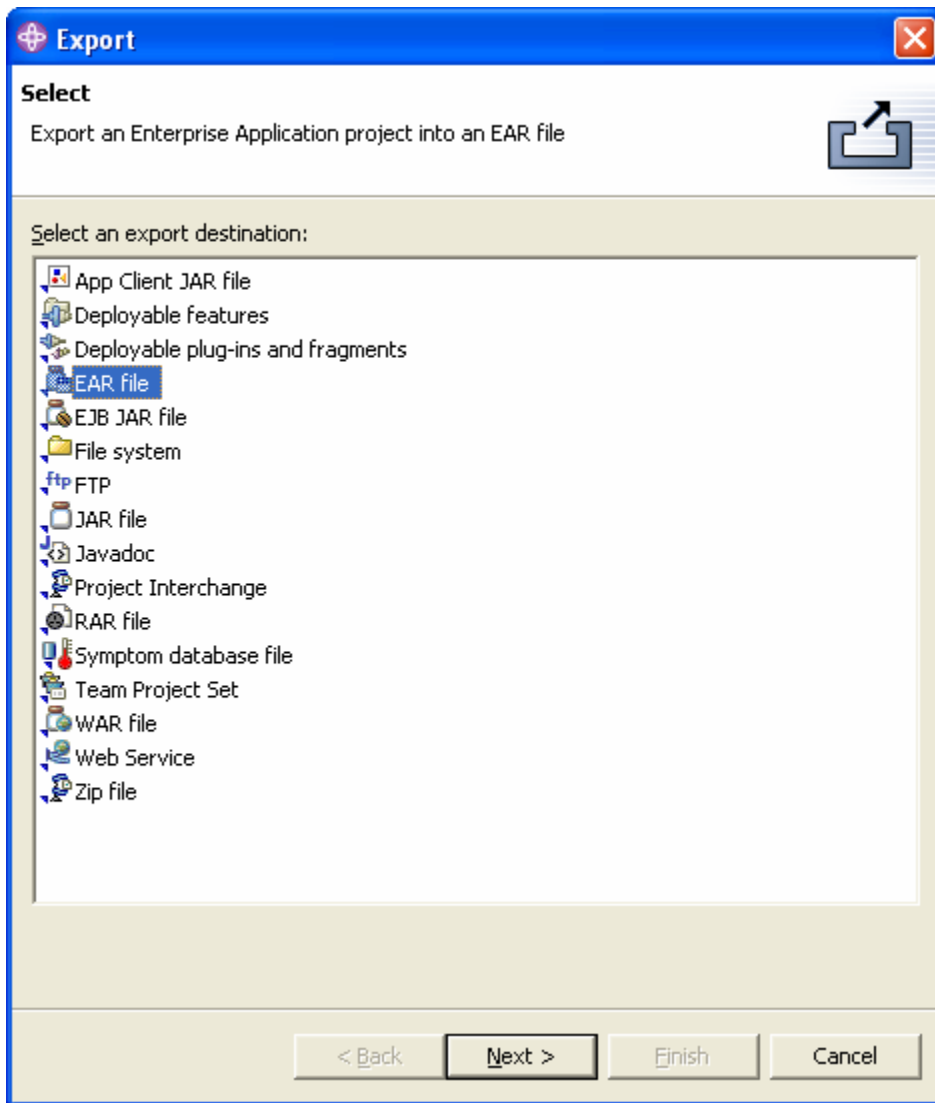 Export
Select
Export an Enterprise Application project into an EAR file
Select an export destination:
App Client JAR file
Deployable features
Deployable plug-ins and fragments
EAR file
EJB JAR file
File system
ftp FTP
JAR file
Javadoc
Project Interchange
RAR file
Symptom database file
Team Project Set
WAR file
Web Service
Zip file
< Back Next > Finish Cancel